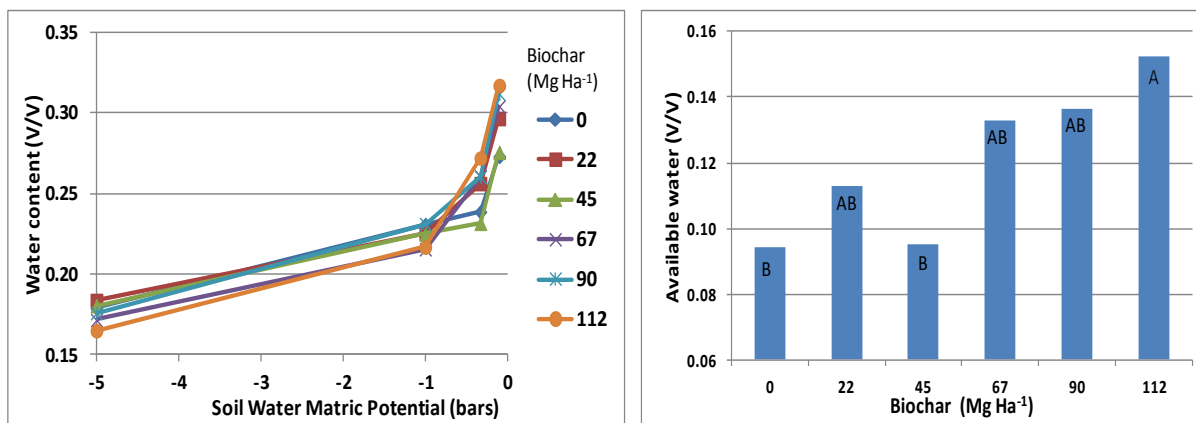 Water content (V/V)
0.30
0.25
0.20
0.15
-5 -4 -3 -2 -1 0
Soil Water Matric Potential (bars)
Biochar
(Mg Ha-1)
0
22
45
67
90
112
Available water (V/V)
0.16
0.14
0.12
0.10
0.08
0.06
B AB B AB AB A
0 22 45 67 90 112
Biochar (Mg Ha-1)